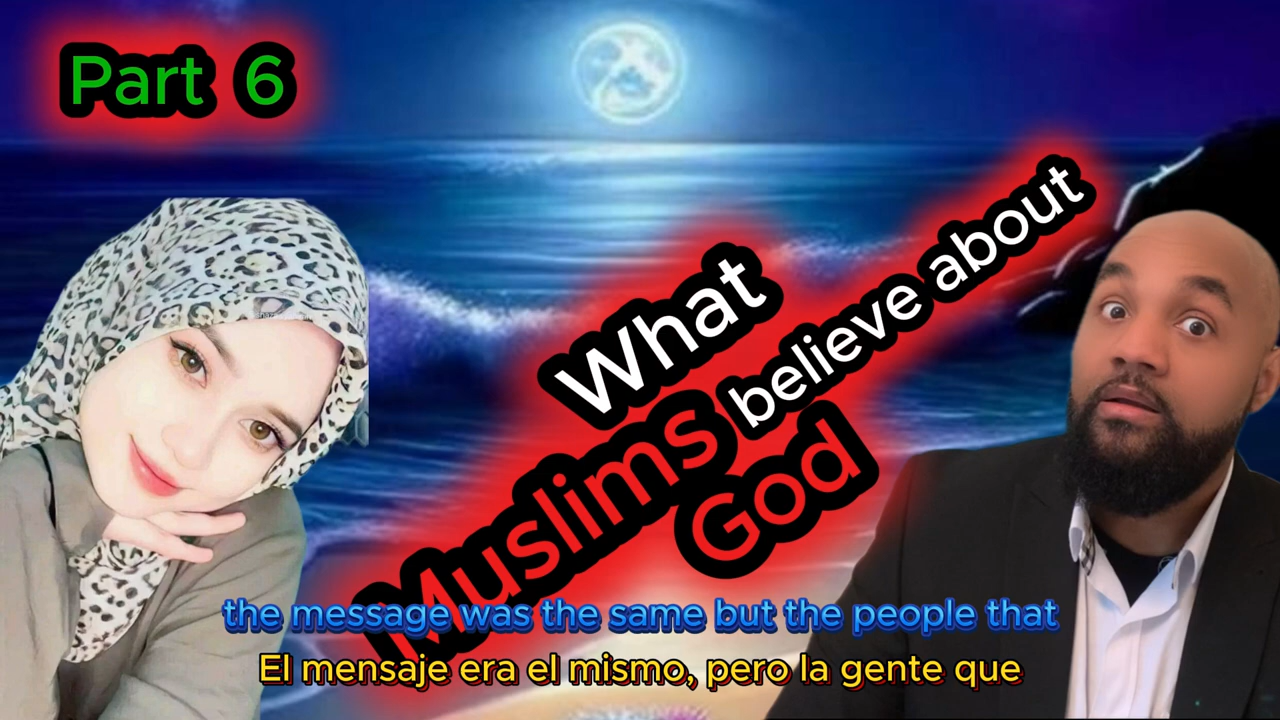 Part 6
What
Muslims believe about
God
the message was the same but the people that
El mensaje era el mismo, pero la gente que